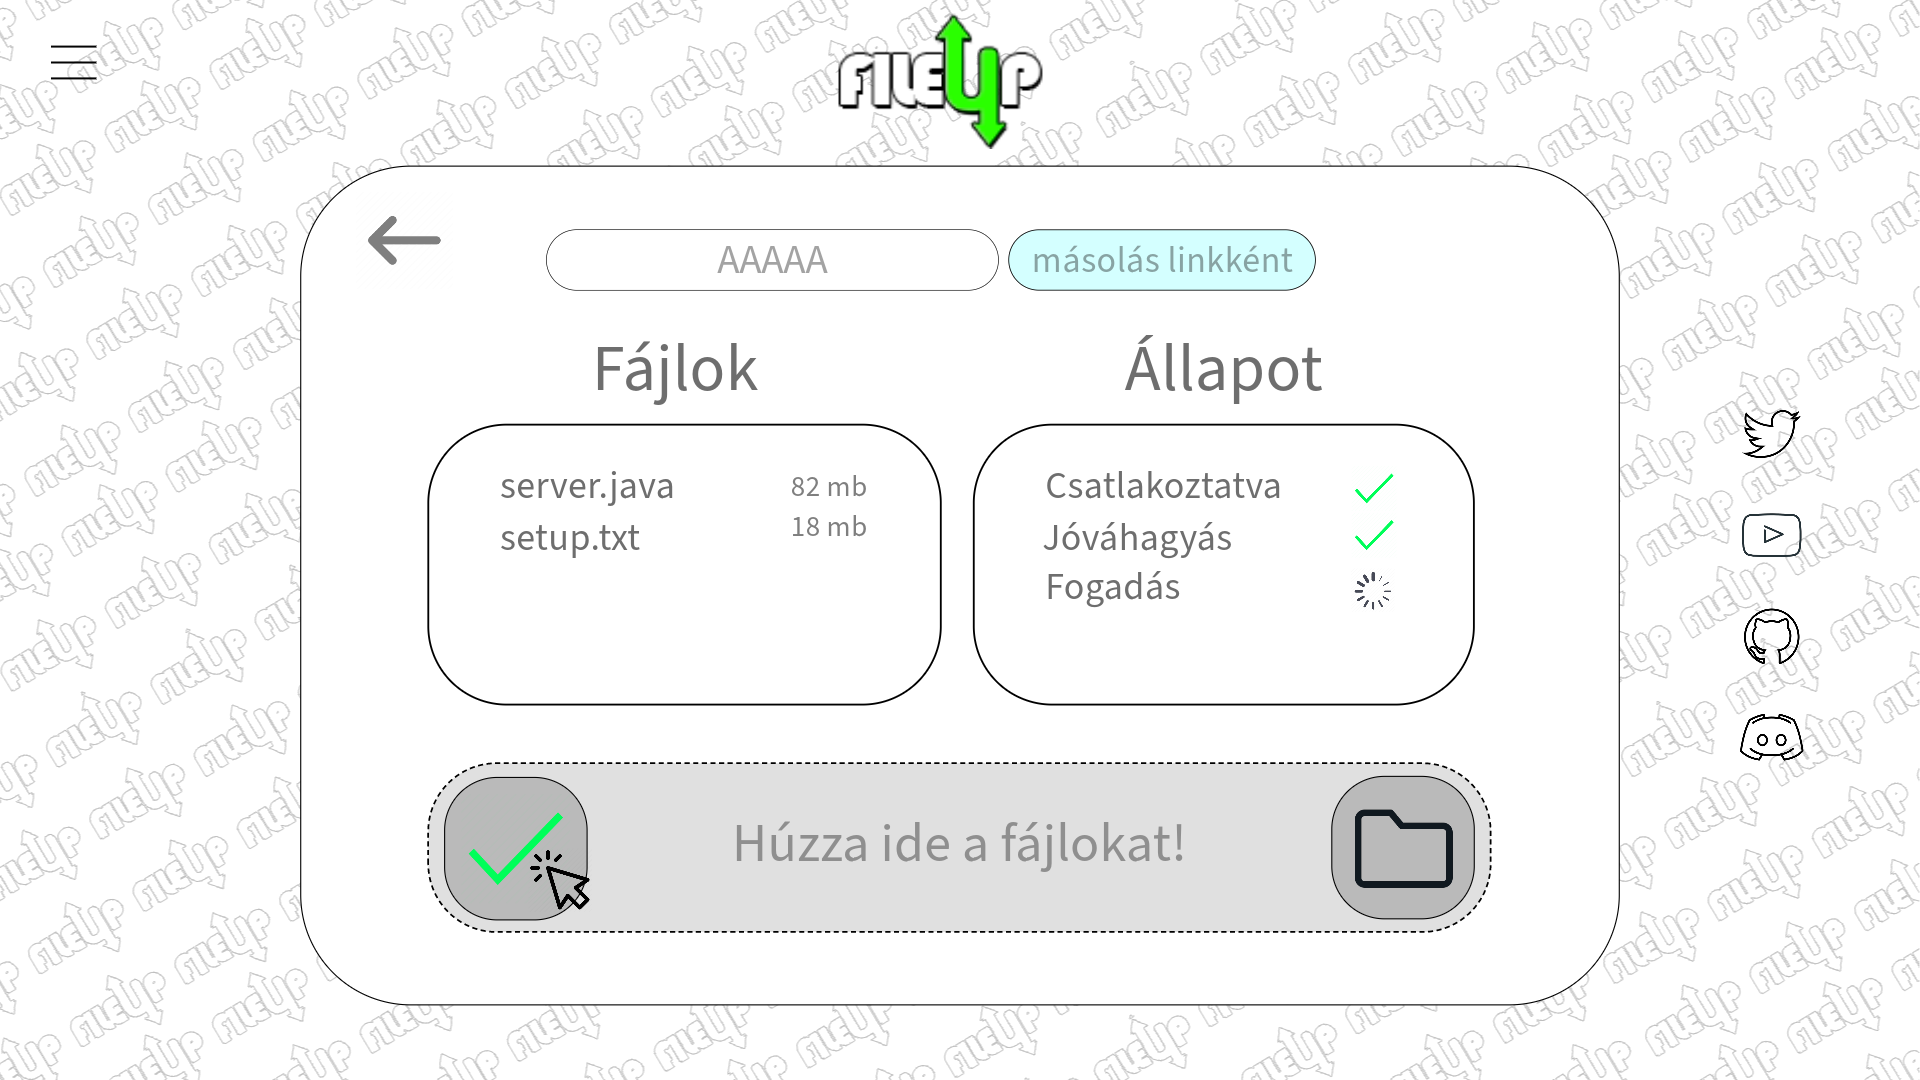 FILEUP
AAAAA
másolás linkként
Fájlok
server.java 82 mb
setup.txt 18 mb
Állapot
Csatlakoztatva
Jóváhagyás
Fogadás
Húzza ide a fájlokat!